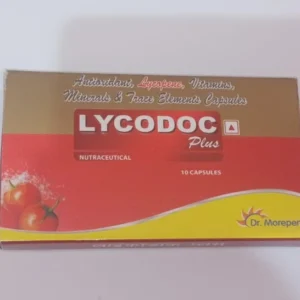 Antioxidant, Lycopene, Vitamins,
Minerals & Trace Elements Capsules
LYCODOC
Plus
NUTRACEUTICAL
10 CAPSULES
Dr. Morepen